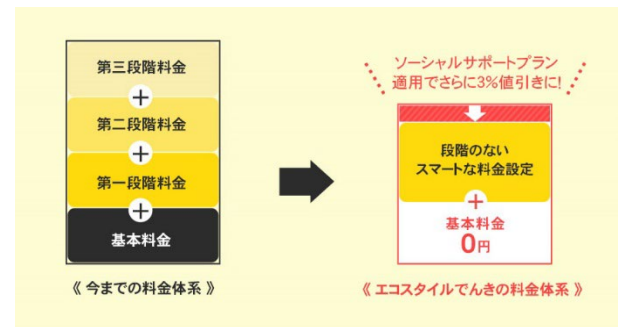 第三段階料金
+
第二段階料金
+
第一段階料金
+
基本料金
《 今までの料金体系 》
ソーシャルサポートプラン
適用でさらに3%値引きに!
段階のない
スマートな料金設定
+
基本料金
0円
《 エコスタイルでんきの料金体系 》